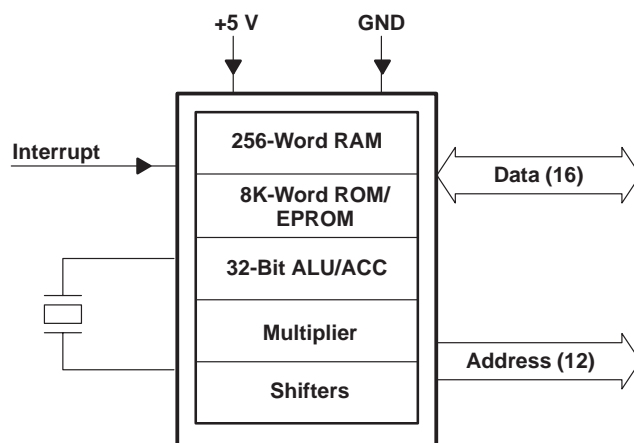 +5 V
GND
Interrupt
256-Word RAM
8K-Word ROM/
EPROM
32-Bit ALU/ACC
Multiplier
Shifters
Data (16)
Address (12)